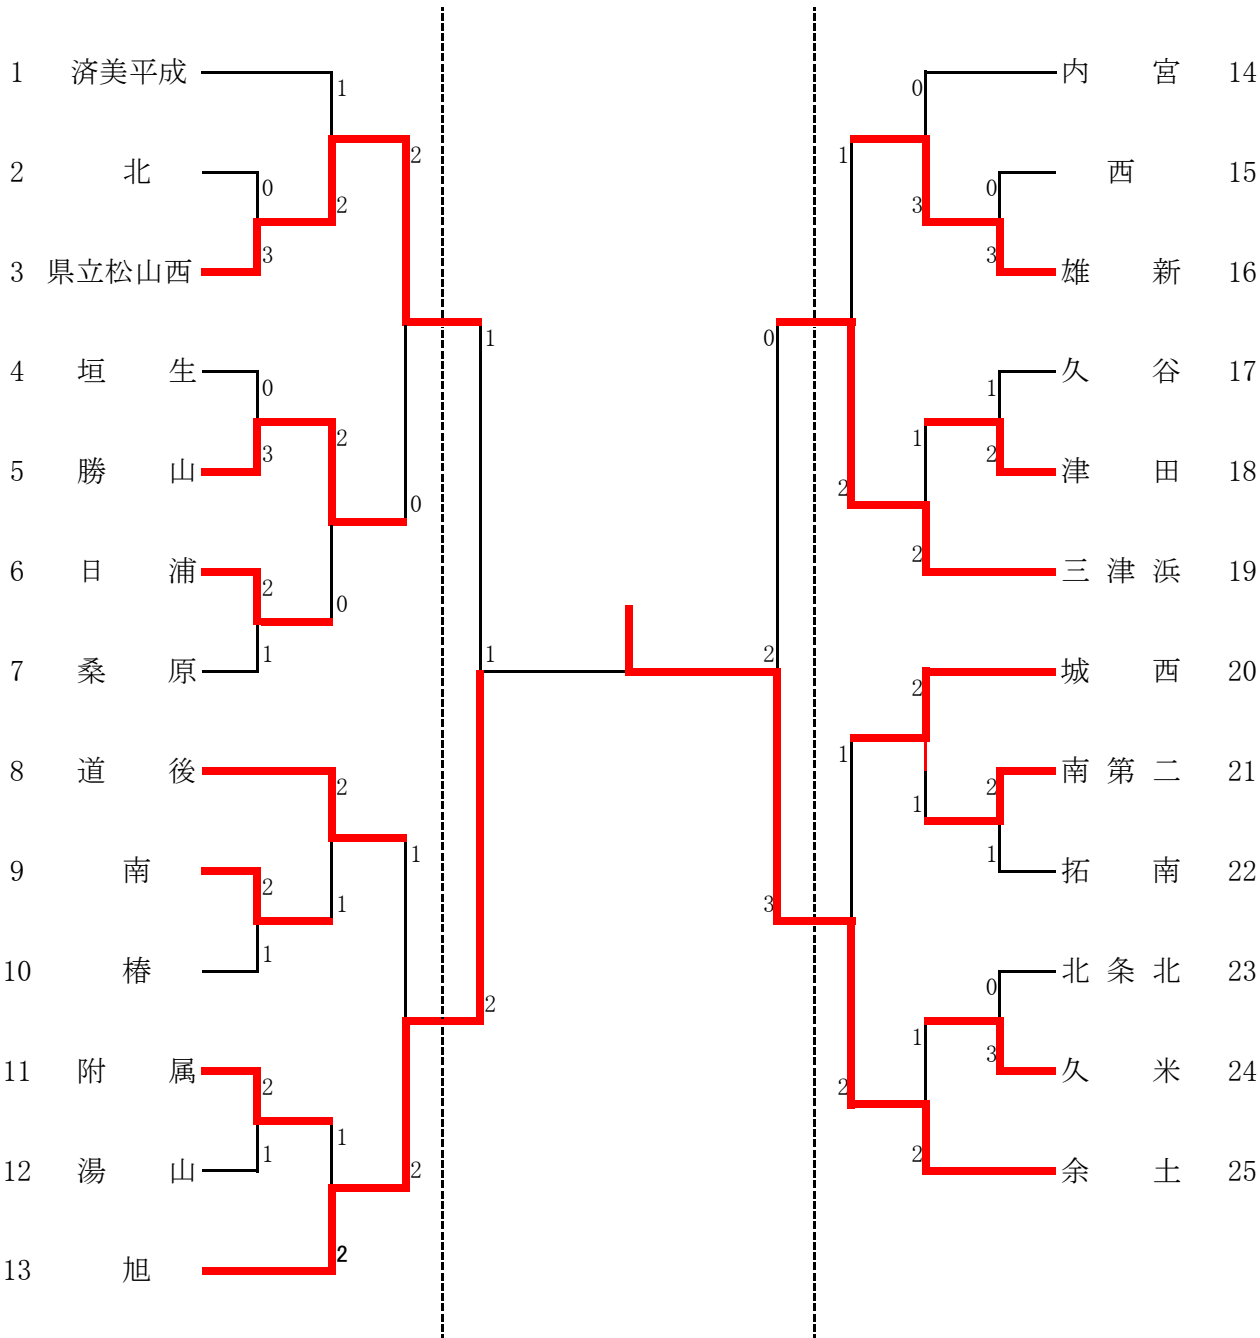 1 済美平成
1
2 北
0
2
2
3 県立松山西
3
1
4 垣 生
0
5 勝 山
3
2
0
6 日 浦
2
0
7 桑 原
1
1
8 道 後
2
1
9 南
2
1
10 椿
1
2
11 附 属
2
1
12 湯 山
1
2
13 旭
2
内 宮 14
0
1
西 15
0
3
雄 新 16
3
0
久 谷 17
1
1
津 田 18
2
2
三 津 浜 19
2
2
城 西 20
2
1
南 第 二 21
2
1
拓 南 22
1
3
北 条 北 23
0
1
久 米 24
3
2
余 土 25
2